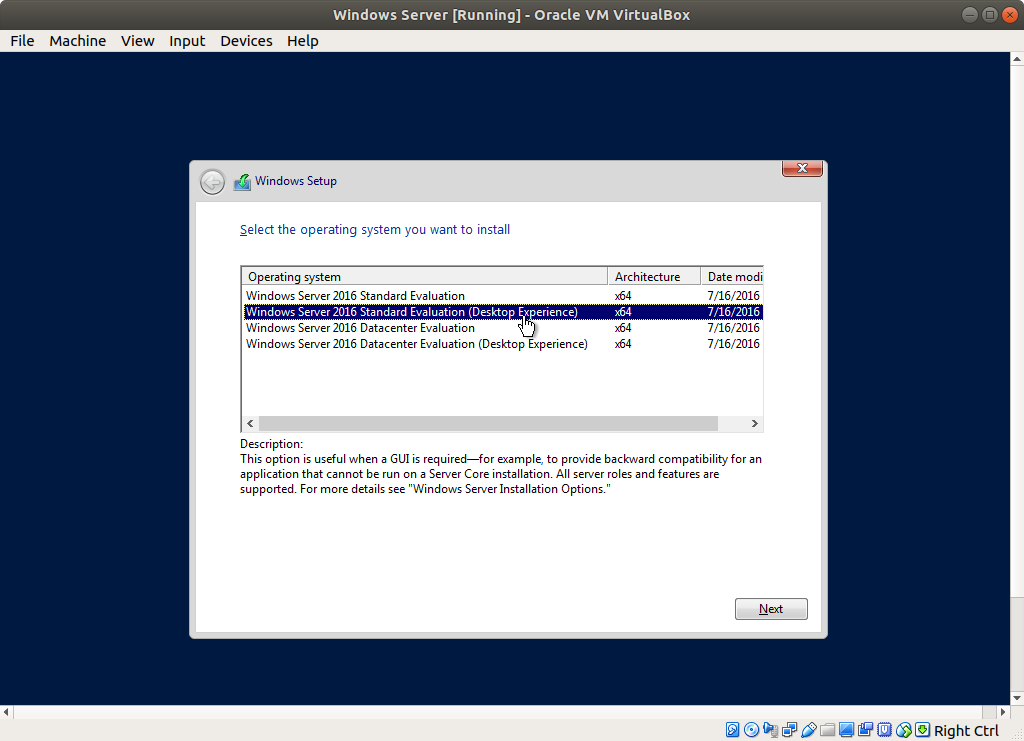 Windows Server [Running] - Oracle VM VirtualBox
File Machine View Input Devices Help
Windows Setup
Select the operating system you want to install
Operating system Architecture Date modi
Windows Server 2016 Standard Evaluation x64 7/16/2016
Windows Server 2016 Standard Evaluation (Desktop Experience) x64 7/16/2016
Windows Server 2016 Datacenter Evaluation x64 7/16/2016
Windows Server 2016 Datacenter Evaluation (Desktop Experience) x64 7/16/2016
Description:
This option is useful when a GUI is required—for example, to provide backward compatibility for an
application that cannot be run on a Server Core installation. All server roles and features are
supported. For more details see "Windows Server Installation Options."
Next
Right Ctrl